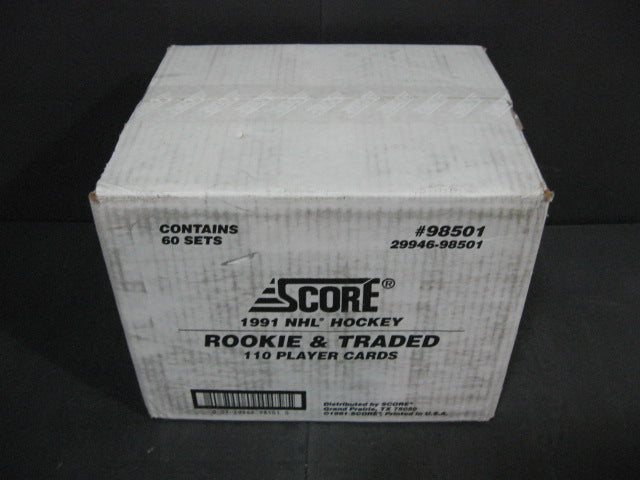 CONTAINS
60 SETS
#98501
29946-98501
SCORE®
1991 NHL® HOCKEY
ROOKIE & TRADED
110 PLAYER CARDS
Distributed by SCORE®
Grand Prairie, TX 75050
©1991 SCORE®, Printed in U.S.A.